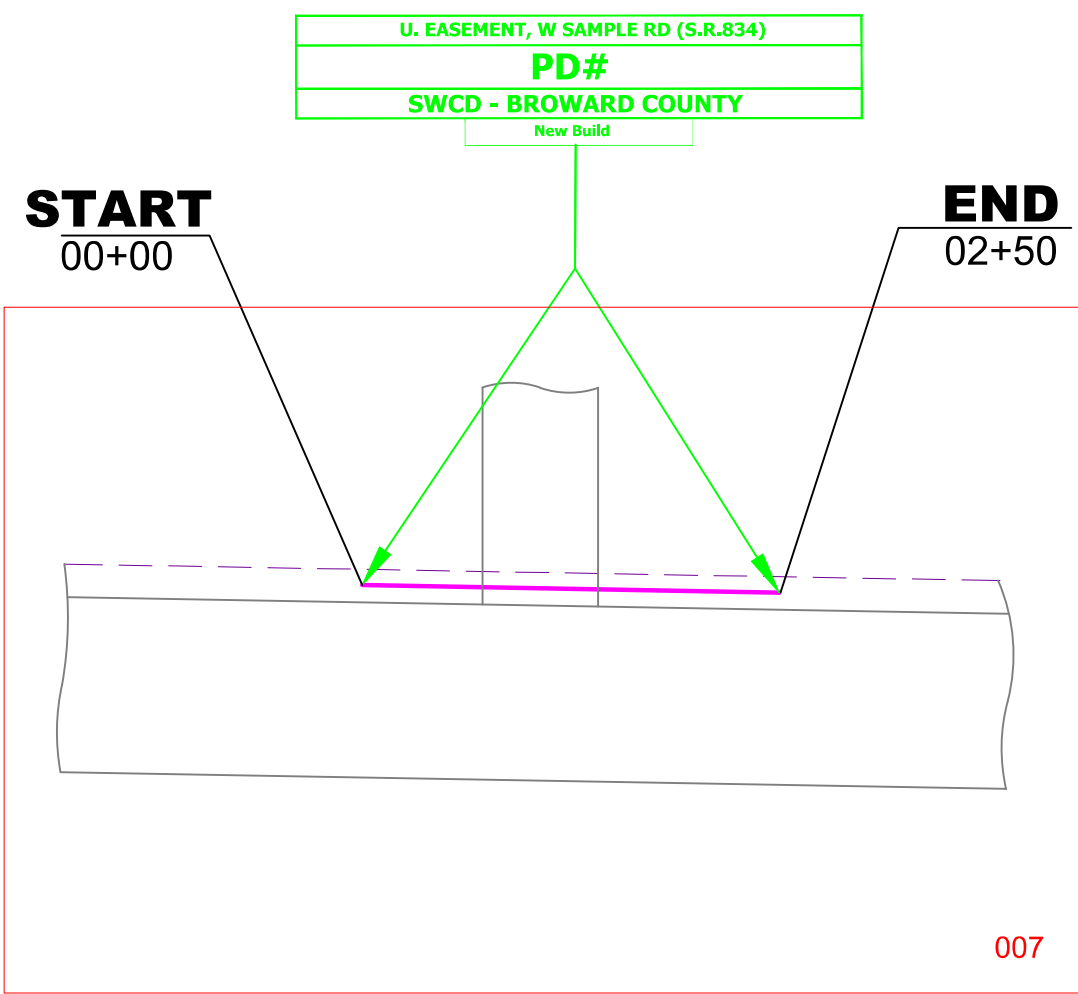 U. EASEMENT, W SAMPLE RD (S.R.834)
PD#
SWCD - BROWARD COUNTY
New Build
START
00+00
END
02+50
007